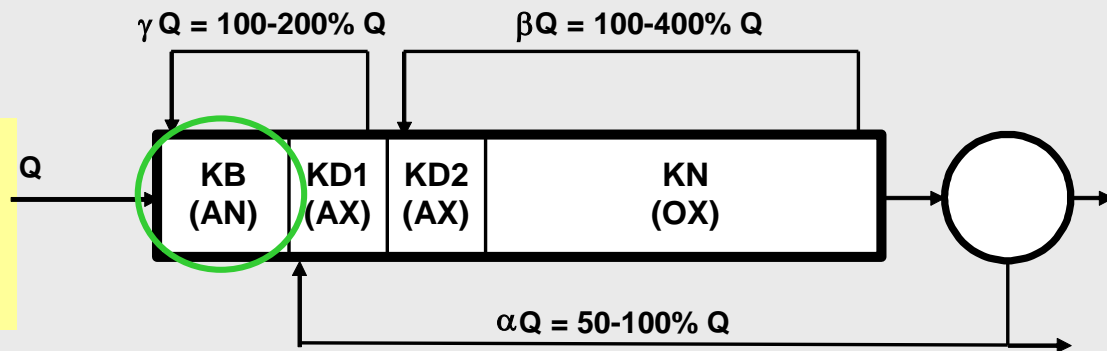 γ Q = 100-200% Q
βQ = 100-400% Q
Q
KB
(AN)
KD1
(AX)
KD2
(AX)
KN
(OX)
αQ = 50-100% Q